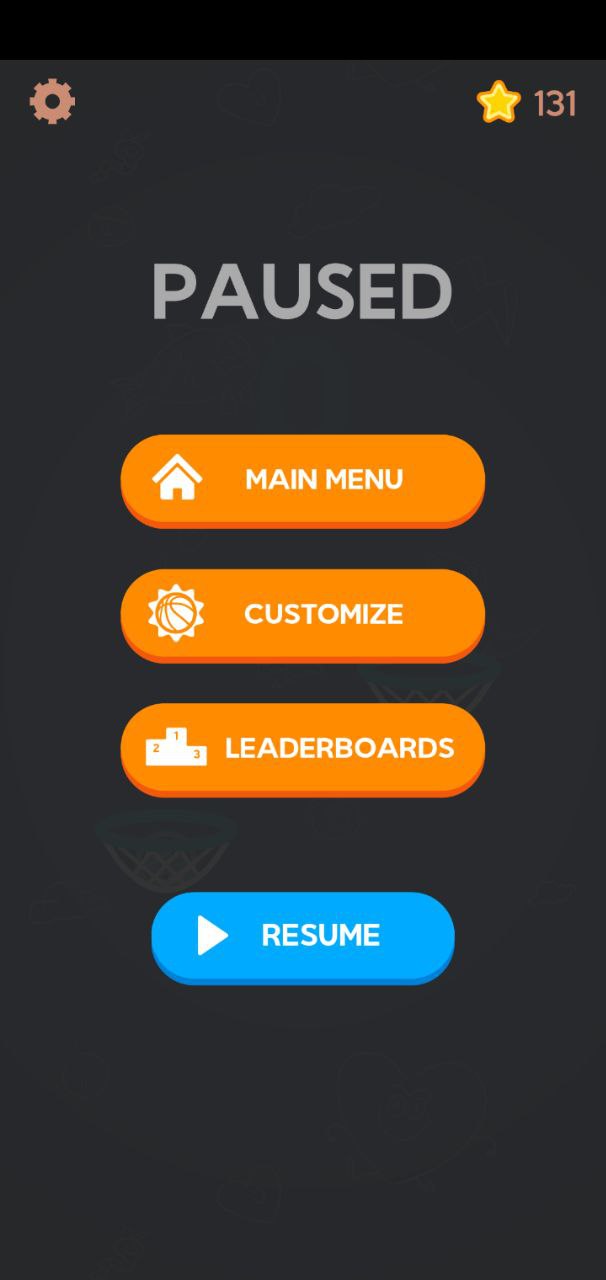 131
PAUSED
MAIN MENU
CUSTOMIZE
1
2
3
LEADERBOARDS
RESUME